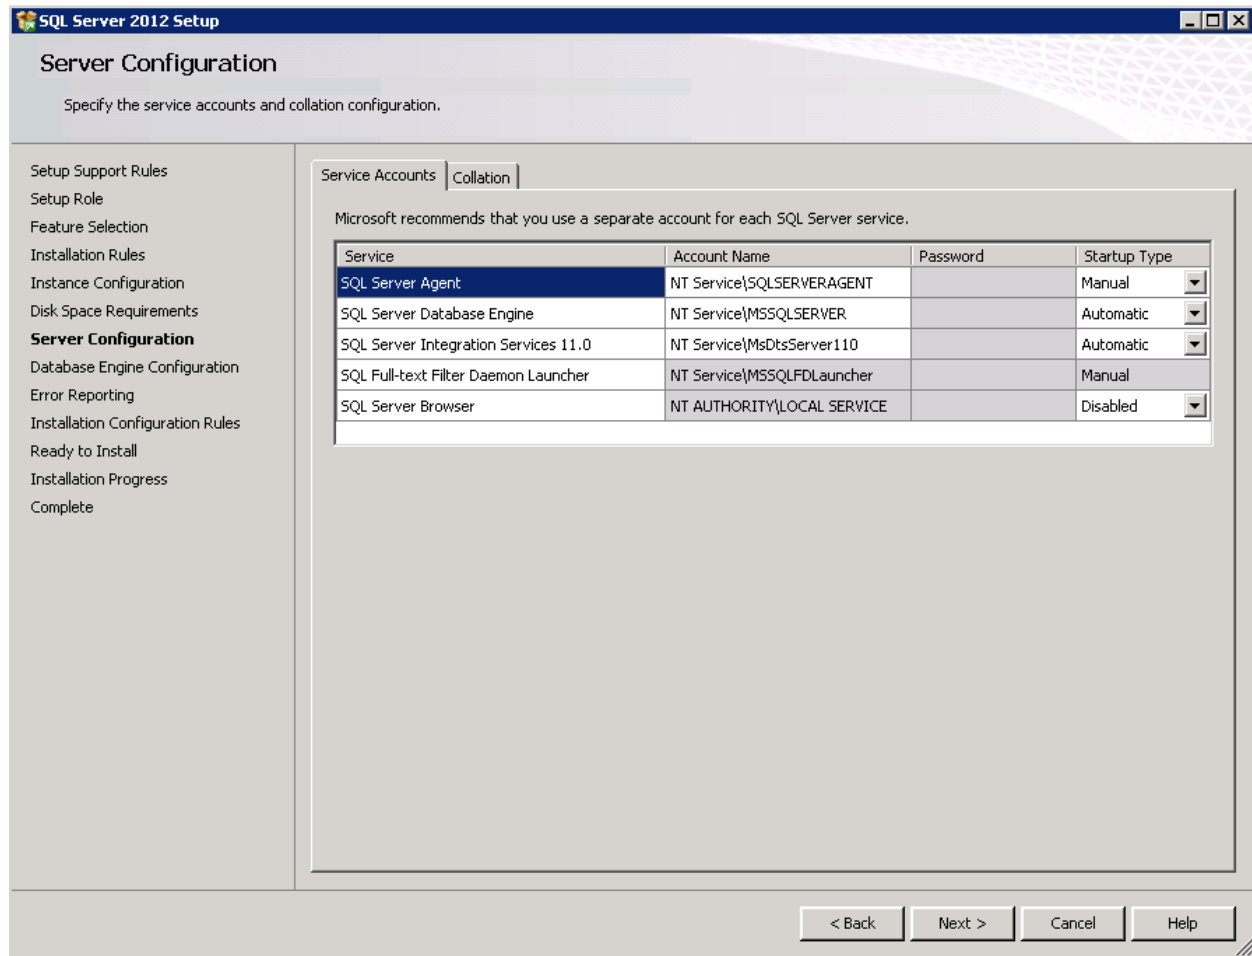 SQL Server 2012 Setup
Server Configuration
Specify the service accounts and collation configuration.
Setup Support Rules
Setup Role
Feature Selection
Installation Rules
Instance Configuration
Disk Space Requirements
Server Configuration
Database Engine Configuration
Error Reporting
Installation Configuration Rules
Ready to Install
Installation Progress
Complete
Service Accounts Collation
Microsoft recommends that you use a separate account for each SQL Server service.
Service Account Name Password Startup Type
SQL Server Agent NT Service\SQLSERVERAGENT Manual
SQL Server Database Engine NT Service\MSSQLSERVER Automatic
SQL Server Integration Services 11.0 NT Service\MsDtsServer110 Automatic
SQL Full-text Filter Daemon Launcher NT Service\MSSQLFDLauncher Manual
SQL Server Browser NT AUTHORITY\LOCAL SERVICE Disabled
< Back Next > Cancel Help